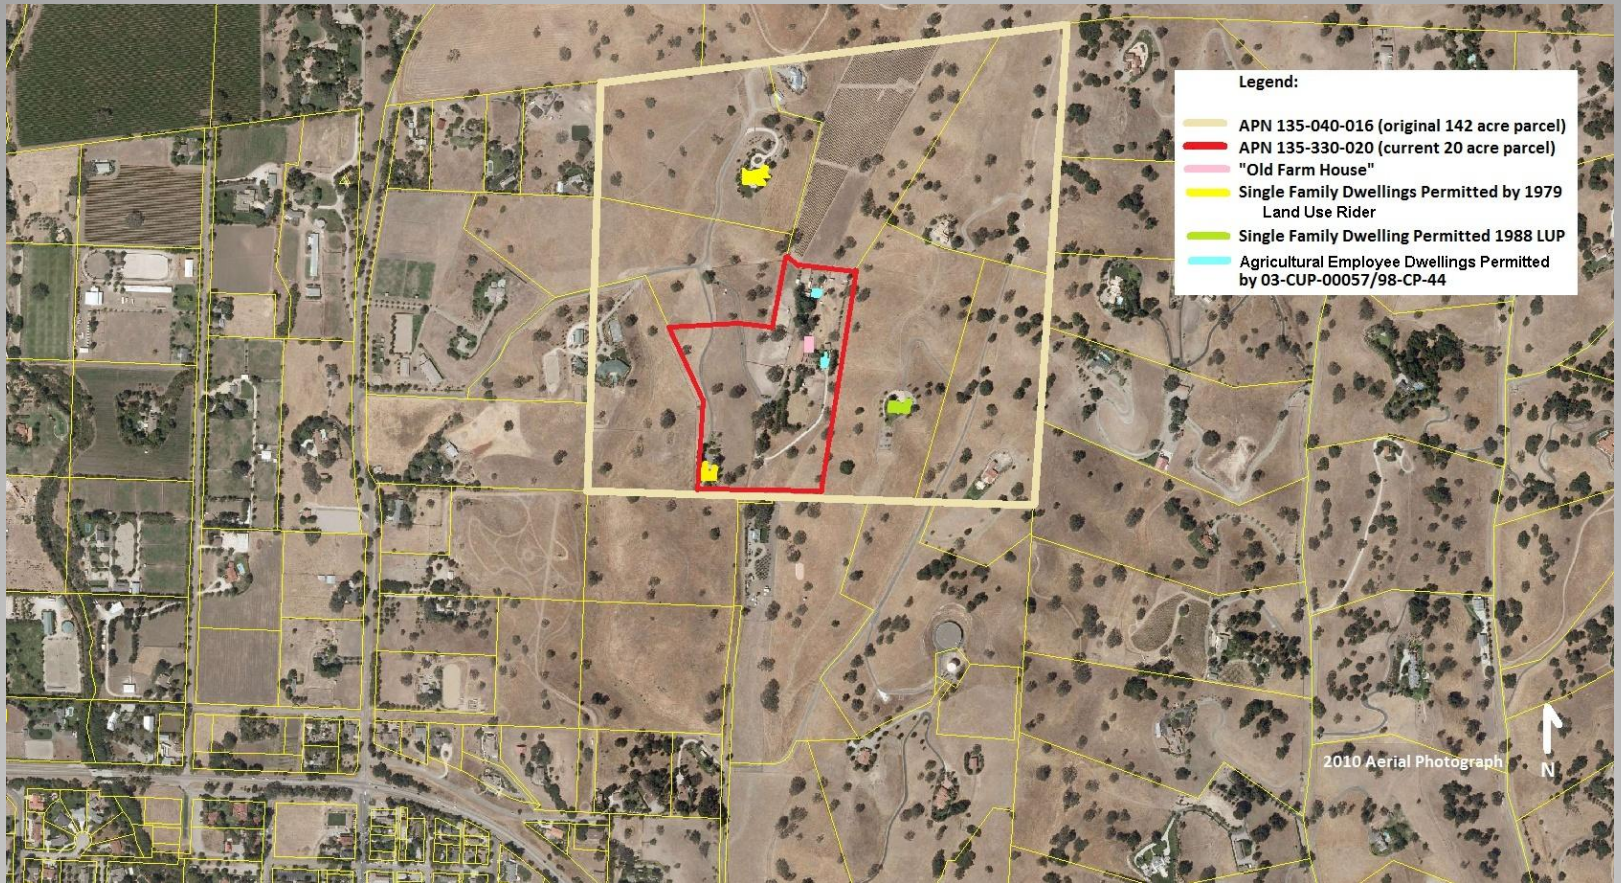 Legend:
APN 135-040-016 (original 142 acre parcel)
APN 135-330-020 (current 20 acre parcel)
"Old Farm House"
Single Family Dwellings Permitted by 1979
Land Use Rider
Single Family Dwelling Permitted 1988 LUP
Agricultural Employee Dwellings Permitted
by 03-CUP-00057/98-CP-44
2010 Aerial Photograph
N